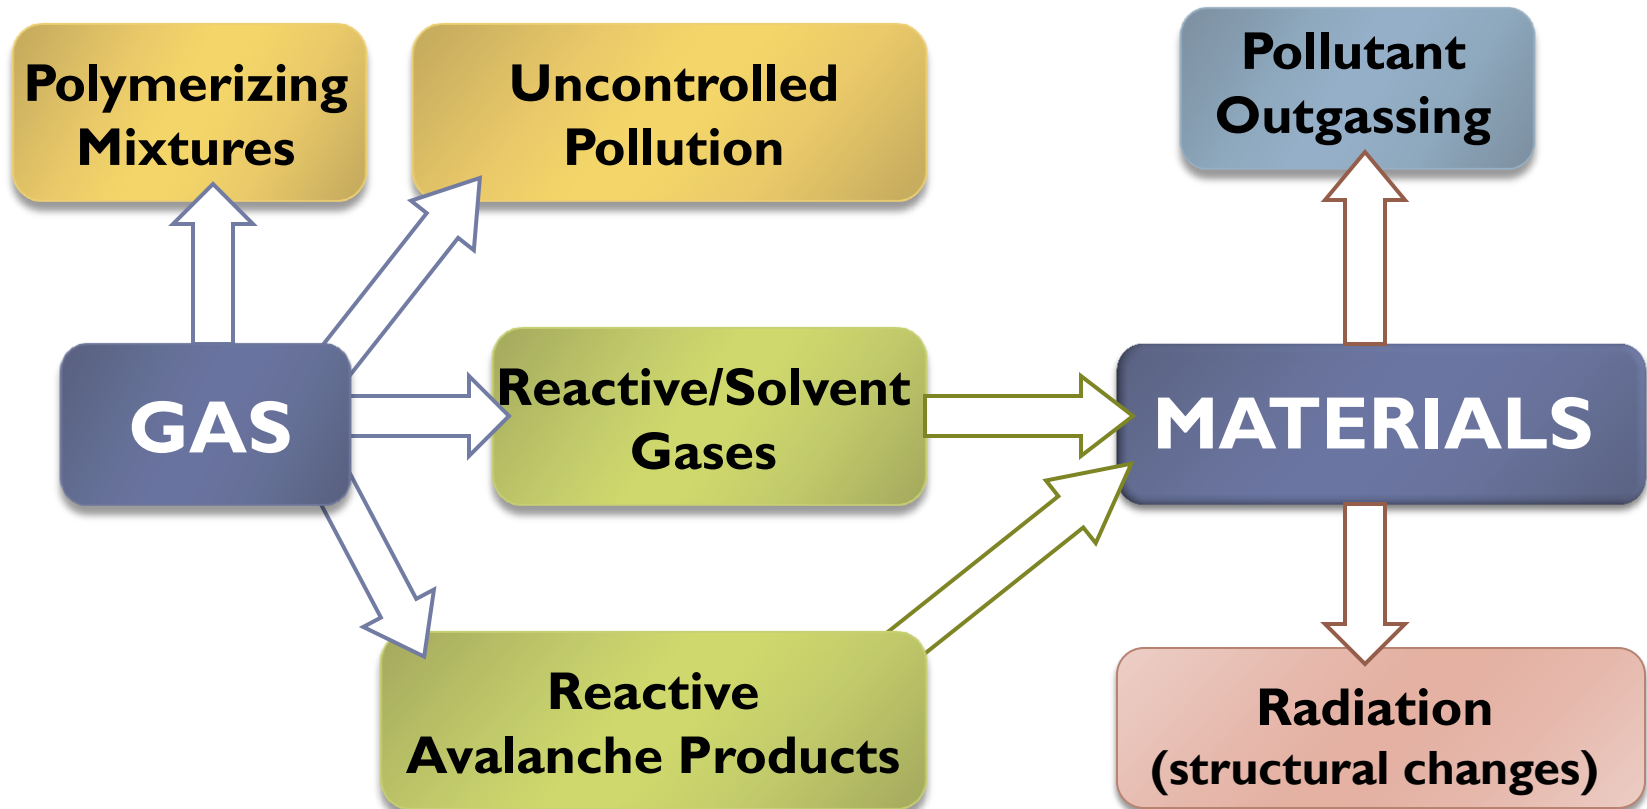 Polymerizing
Mixtures
Uncontrolled
Pollution
Pollutant
Outgassing
GAS
Reactive/Solvent
Gases
MATERIALS
Reactive
Avalanche Products
Radiation
(structural changes)